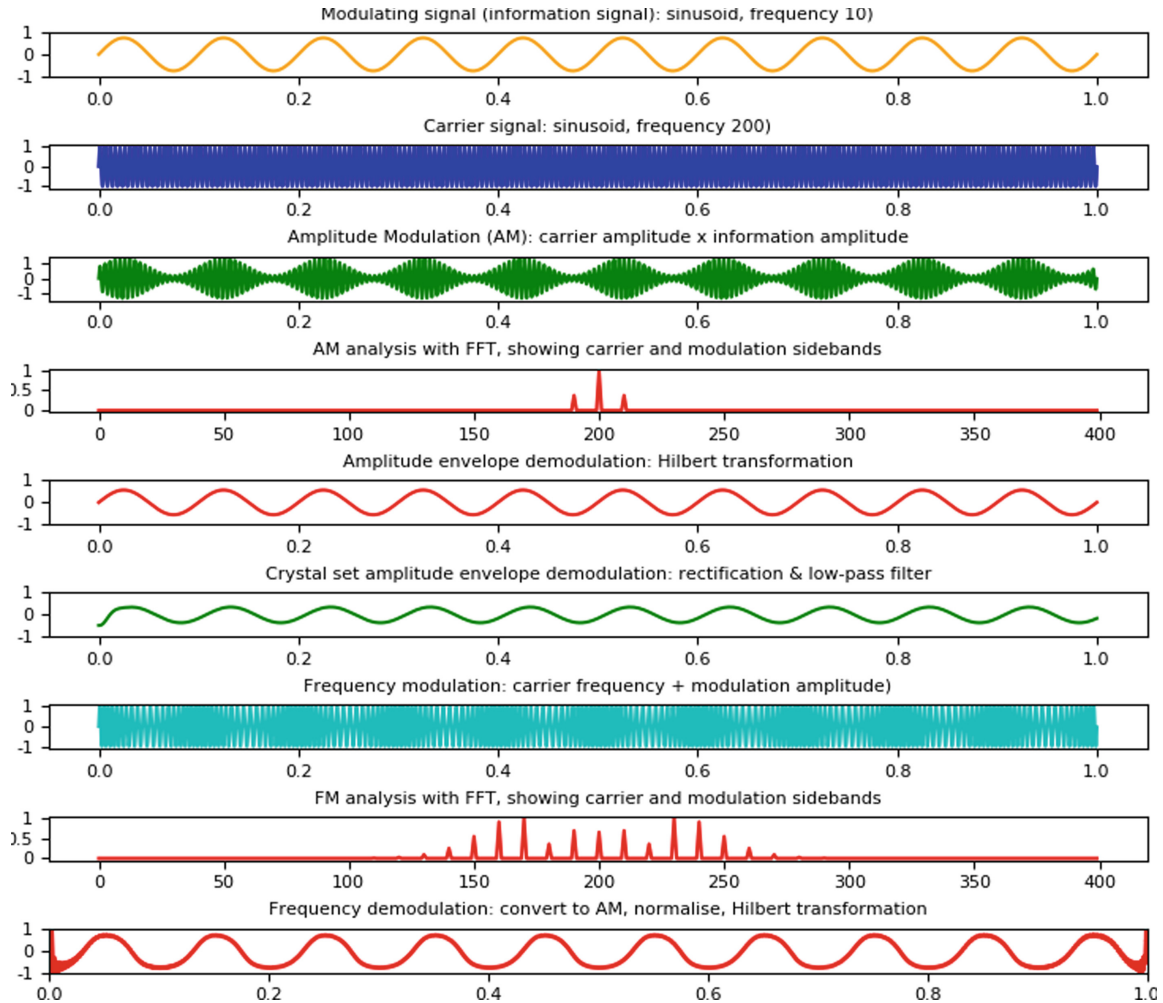 Modulating signal (information signal): sinusoid, frequency 10)
1
0
-1
0.0 0.2 0.4 0.6 0.8 1.0
Carrier signal: sinusoid, frequency 200)
1
0
-1
0.0 0.2 0.4 0.6 0.8 1.0
Amplitude Modulation (AM): carrier amplitude x information amplitude
1
0
-1
0.0 0.2 0.4 0.6 0.8 1.0
AM analysis with FFT, showing carrier and modulation sidebands
1
0.5
0
0 50 100 150 200 250 300 350 400
Amplitude envelope demodulation: Hilbert transformation
1
0
-1
0.0 0.2 0.4 0.6 0.8 1.0
Crystal set amplitude envelope demodulation: rectification & low-pass filter
1
0
-1
0.0 0.2 0.4 0.6 0.8 1.0
Frequency modulation: carrier frequency + modulation amplitude)
1
0
-1
0.0 0.2 0.4 0.6 0.8 1.0
FM analysis with FFT, showing carrier and modulation sidebands
1
0.5
0
0 50 100 150 200 250 300 350 400
Frequency demodulation: convert to AM, normalise, Hilbert transformation
1
0
-1
0.0 0.2 0.4 0.6 0.8 1.0